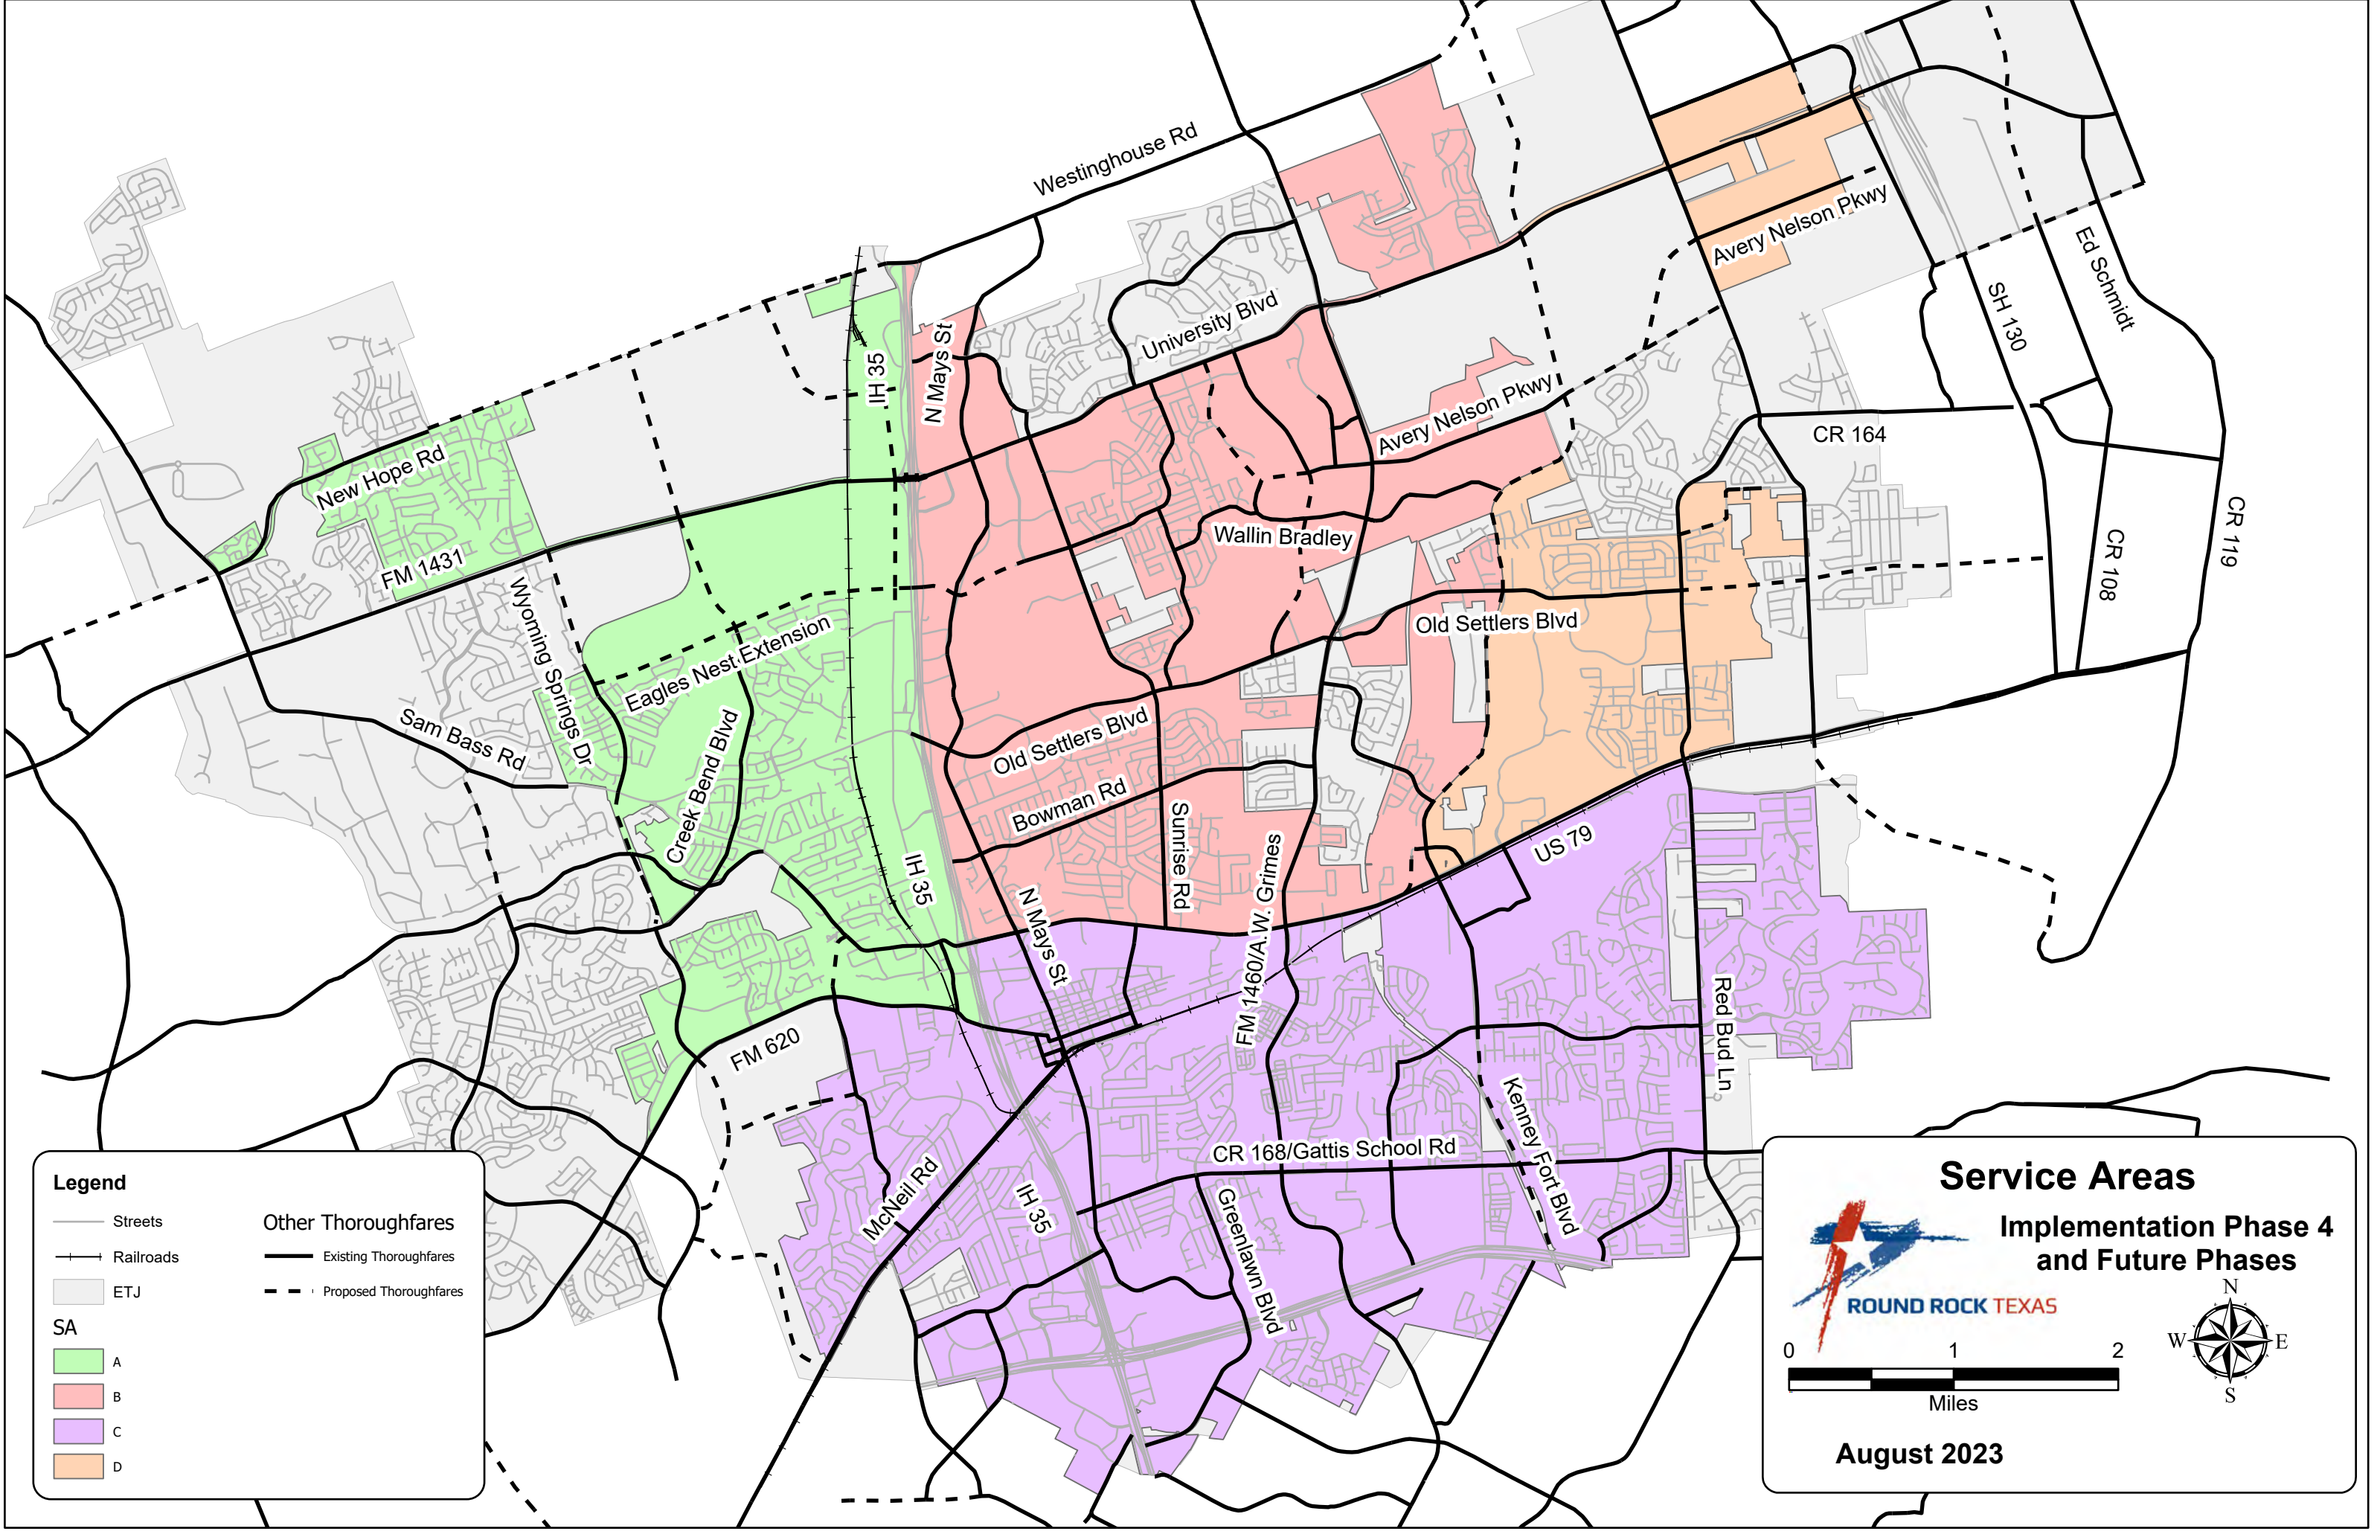 Westinghouse Rd
Avery Nelson Pkwy
Ed Schmidt
SH 130
University Blvd
N Mays St
IH 35
Avery Nelson Pkwy
CR 164
New Hope Rd
FM 1431
Wallin Bradley
CR 119
CR 108
Wyoming Springs Dr
Eagles Nest Extension
Old Settlers Blvd
Sam Bass Rd
Creek Bend Blvd
Old Settlers Blvd
Bowman Rd
Sunrise Rd
US 79
IH 35
N Mays St
FM 1460/A.W. Grimes
Red Bud Ln
FM 620
Kenney Fort Blvd
CR 168/Gattis School Rd
McNeil Rd
IH 35
Greenlawn Blvd
Legend
Streets
Railroads
ETJ
SA
A
B
C
D
Other Thoroughfares
Existing Thoroughfares
Proposed Thoroughfares
Service Areas
Implementation Phase 4
and Future Phases
ROUND ROCK TEXAS
N
W
E
S
0 1 2
Miles
August 2023